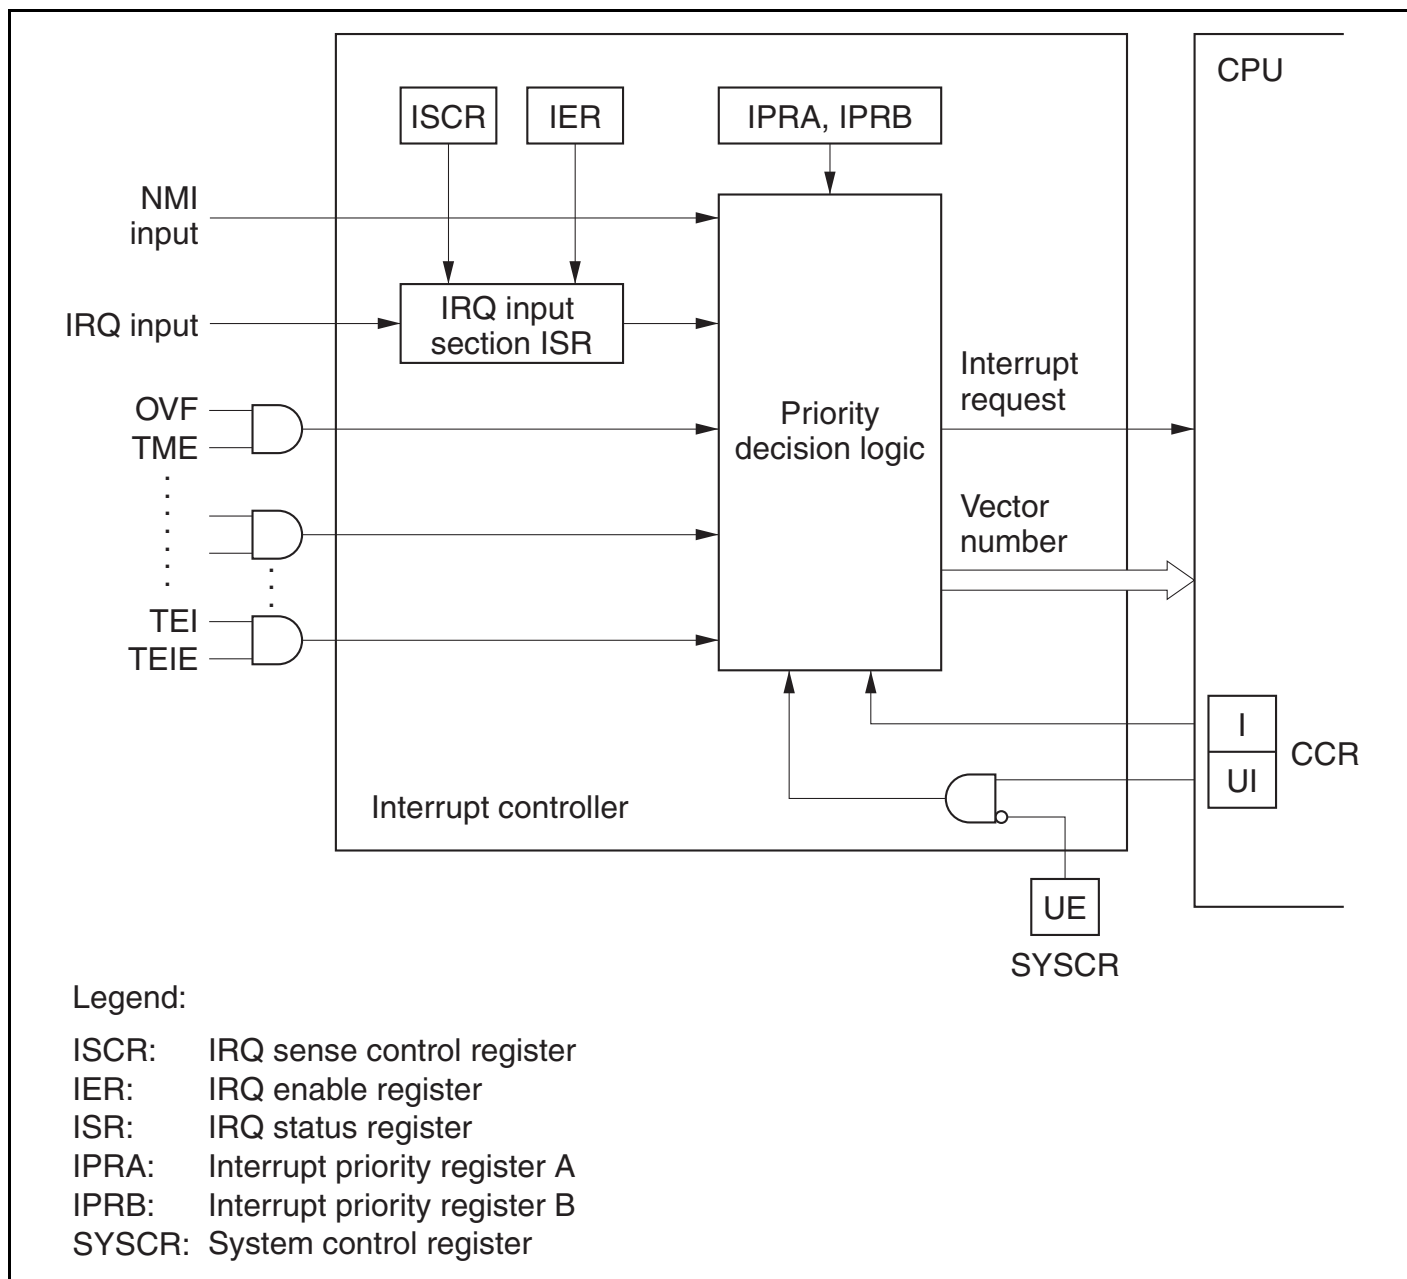 CPU
ISCR
IER
IPRA, IPRB
NMI
input
IRQ input
IRQ input
section ISR
OVF
TME
TEI
TEIE
Priority
decision logic
Interrupt
request
Vector
number
I
UI
CCR
Interrupt controller
UE
SYSCR
Legend:
ISCR: IRQ sense control register
IER: IRQ enable register
ISR: IRQ status register
IPRA: Interrupt priority register A
IPRB: Interrupt priority register B
SYSCR: System control register